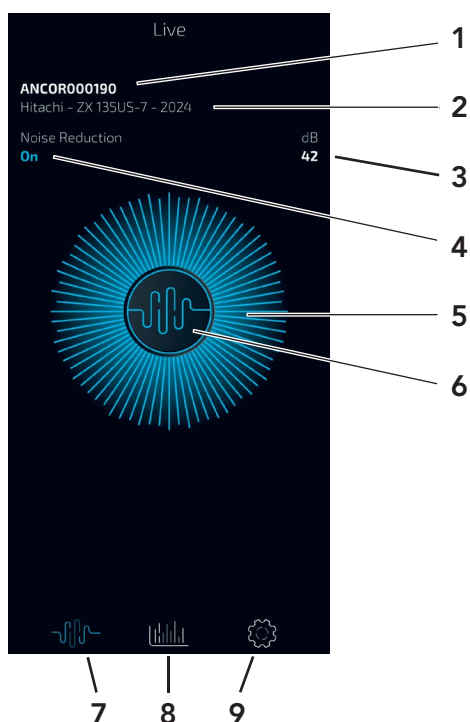 Live
1
ANCOR000190
Hitachi - ZX 135US-7 - 2024
2
Noise Reduction
dB
On
42
3
4
5
6
7
8
9